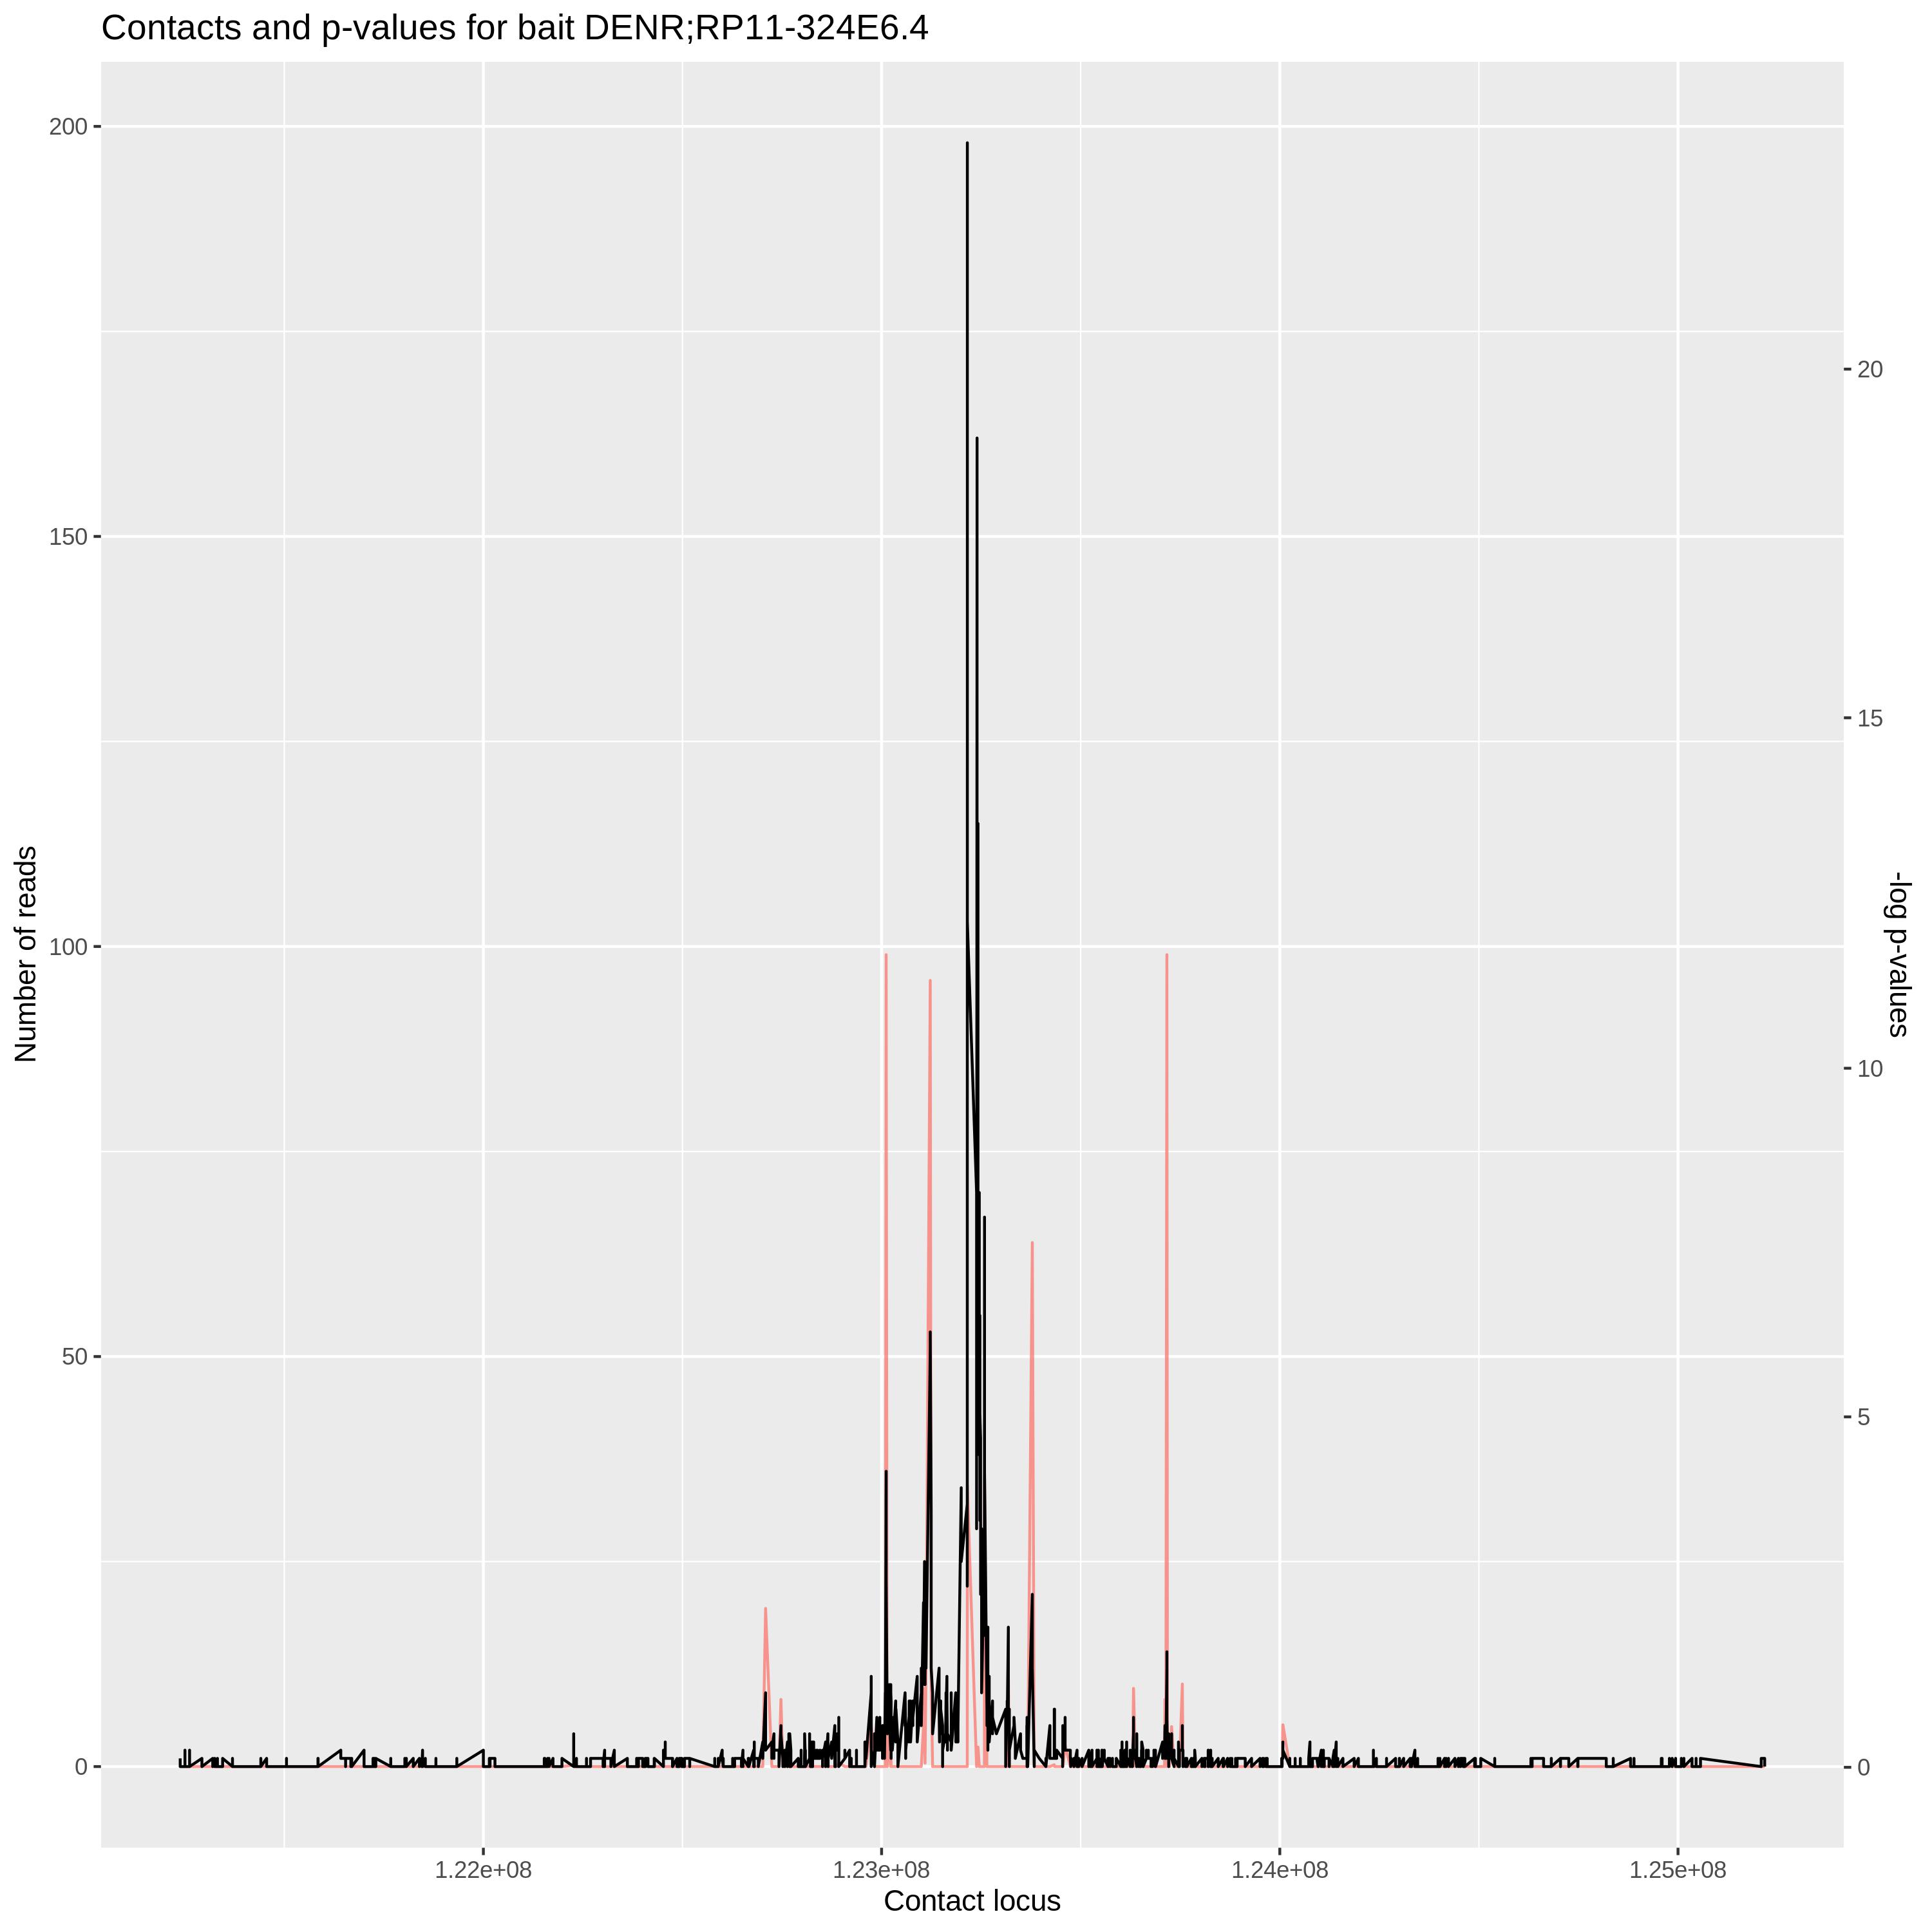 Contacts and p-values for bait DENR;RP11-324E6.4
200
150
100
50
0
Number of reads
20
15
10
5
0
-log p-values
1.22e+08 1.23e+08 1.24e+08 1.25e+08
Contact locus